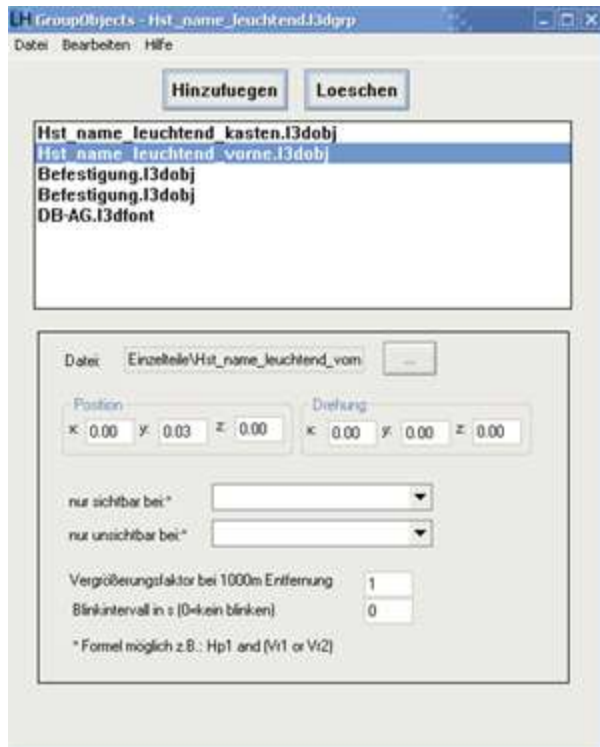 LH GroupObjects - Hst_name_leuchtend.l3dgrp
Datei Bearbeiten Hilfe
Hinzufuegen Loeschen
Hst_name_leuchtend_kasten.l3dobj
Hst_name_leuchtend_vorne.l3dobj
Befestigung.l3dobj
Befestigung.l3dobj
DB-AG.l3dfont
Datei: Einzelteile\Hst_name_leuchtend_vorn ...
Position Drehung
x: 0.00 y: 0.03 z: 0.00 x: 0.00 y: 0.00 z: 0.00
nur sichtbar bei:*
nur unsichtbar bei:*
Vergrößerungsfaktor bei 1000m Entfernung 1
Blinkintervall in s (0=kein blinken) 0
* Formel möglich z.B.: Hp1 and (Vr1 or Vr2)